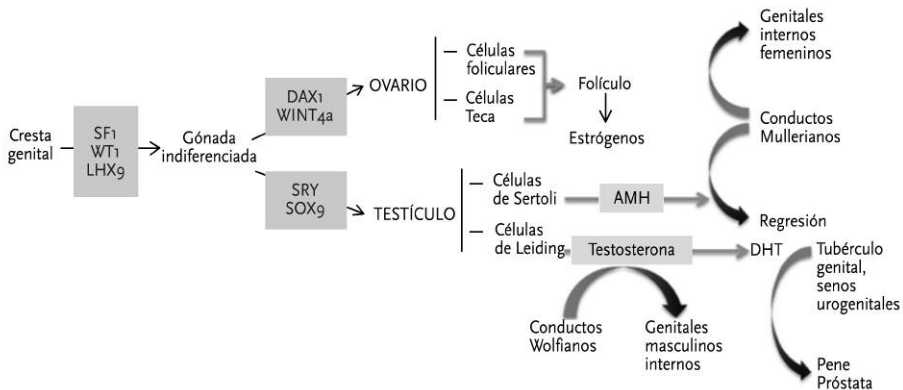 Cresta
genital
SF1
WT1
LHX9
Gónada
indiferenciada
DAX1
WINT4a
OVARIO
Células
foliculares
Células
Teca
Folículo
Estrógenos
SRY
SOX9
TESTÍCULO
Células
de Sertoli
AMH
Células
de Leiding
Testosterona
DHT
Conductos
Wolfianos
Genitales
masculinos
internos
Genitales
internos
femeninos
Conductos
Mullerianos
Regresión
Tubérculo
genital,
senos
urogenitales
Pene
Próstata